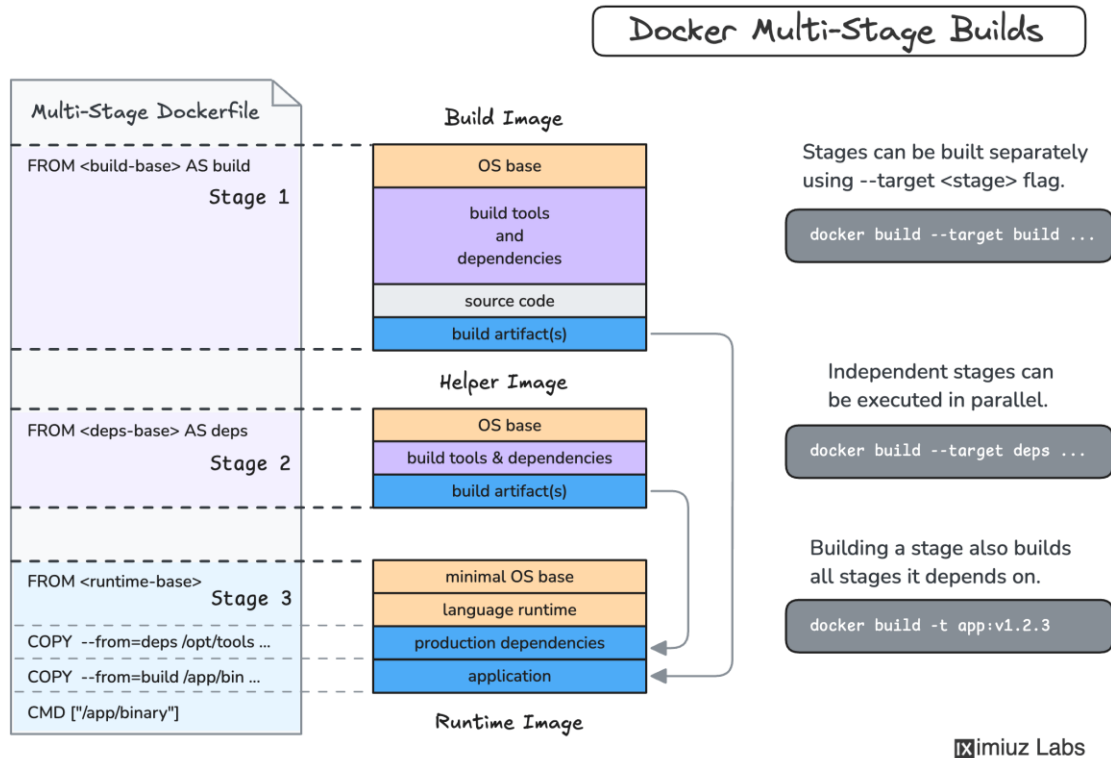 Docker Multi-Stage Builds
Multi-Stage Dockerfile
FROM <build-base> AS build
Stage 1
FROM <deps-base> AS deps
Stage 2
FROM <runtime-base>
Stage 3
COPY --from=deps /opt/tools ...
COPY --from=build /app/bin ...
CMD ["/app/binary"]
Build Image
OS base
build tools
and
dependencies
source code
build artifact(s)
Helper Image
OS base
build tools & dependencies
build artifact(s)
minimal OS base
language runtime
production dependencies
application
Runtime Image
Stages can be built separately
using --target <stage> flag.
docker build --target build ...
Independent stages can
be executed in parallel.
docker build --target deps ...
Building a stage also builds
all stages it depends on.
docker build -t app:v1.2.3
iximiuz Labs